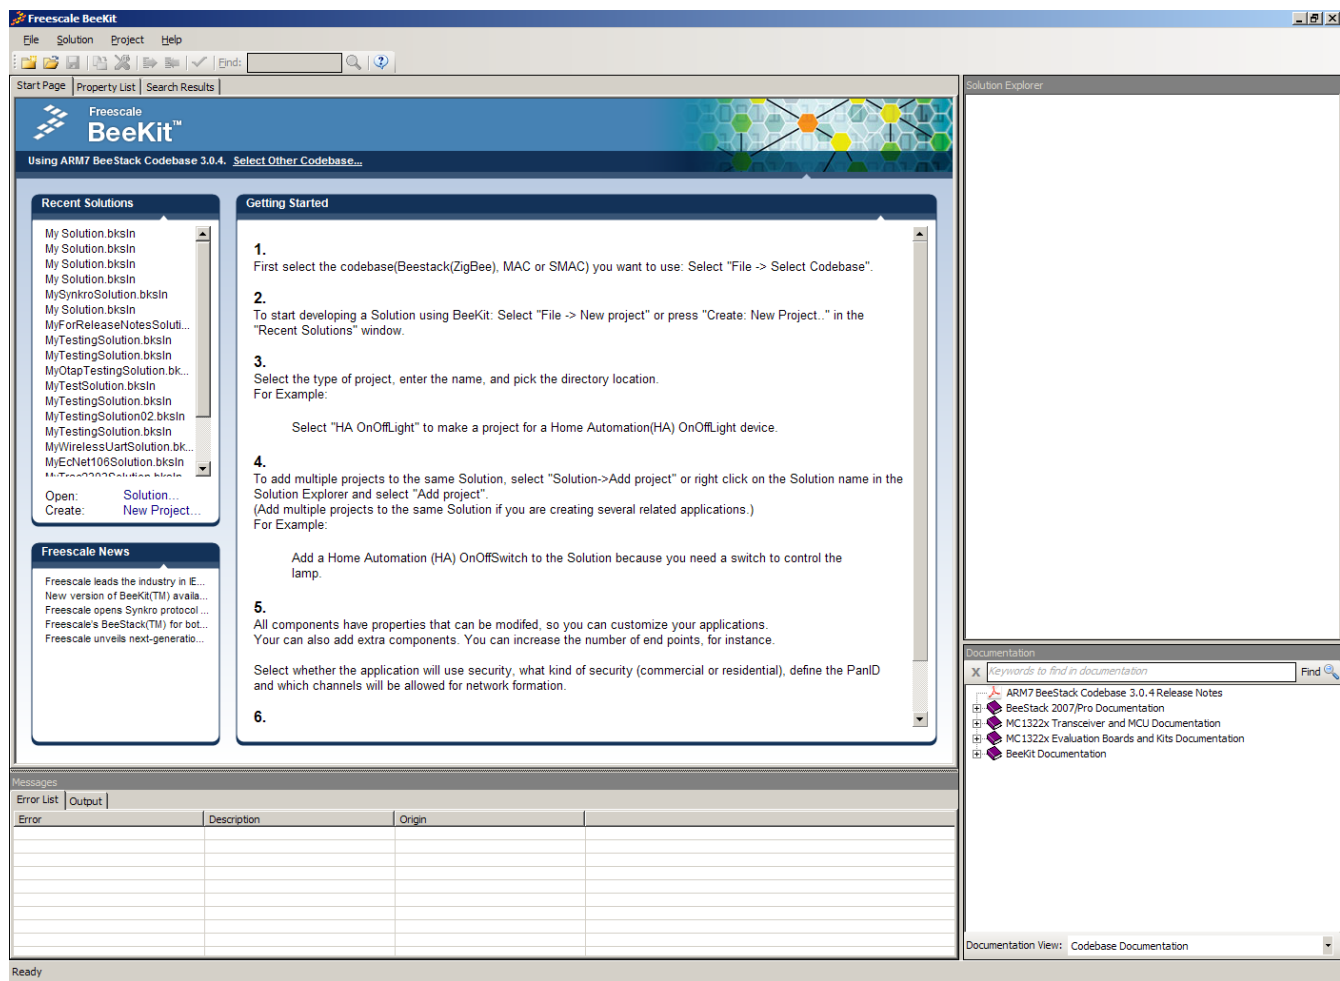 Freescale BeeKit
File Solution Project Help
Find:
Start Page Property List Search Results
Freescale
BeeKit™
Using ARM7 BeeStack Codebase 3.0.4. Select Other Codebase...
Recent Solutions
My Solution.bksln
My Solution.bksln
My Solution.bksln
My Solution.bksln
MySynkroSolution.bksln
My Solution.bksln
MyForReleaseNotesSoluti...
MyTestingSolution.bksln
MyTestingSolution.bksln
MyOtapTestingSolution.bk...
MyTestSolution.bksln
MyTestingSolution.bksln
MyTestingSolution02.bksln
MyTestingSolution.bksln
MyWirelessUartSolution.bk...
MyEcNet106Solution.bksln
Open: Solution...
Create: New Project...
Freescale News
Freescale leads the industry in IE...
New version of BeeKit(TM) availa...
Freescale opens Synkro protocol ...
Freescale's BeeStack(TM) for bot...
Freescale unveils next-generatio...
Getting Started
1.
First select the codebase(Beestack(ZigBee), MAC or SMAC) you want to use: Select "File -> Select Codebase".
2.
To start developing a Solution using BeeKit: Select "File -> New project" or press "Create: New Project.." in the
"Recent Solutions" window.
3.
Select the type of project, enter the name, and pick the directory location.
For Example:
Select "HA OnOffLight" to make a project for a Home Automation(HA) OnOffLight device.
4.
To add multiple projects to the same Solution, select "Solution->Add project" or right click on the Solution name in the
Solution Explorer and select "Add project".
(Add multiple projects to the same Solution if you are creating several related applications.)
For Example:
Add a Home Automation (HA) OnOffSwitch to the Solution because you need a switch to control the
lamp.
5.
All components have properties that can be modifed, so you can customize your applications.
Your can also add extra components. You can increase the number of end points, for instance.
Select whether the application will use security, what kind of security (commercial or residential), define the PanID
and which channels will be allowed for network formation.
6.
Messages
Error List Output
Error Description Origin
Ready
Solution Explorer
Documentation
X Keywords to find in documentation Find
ARM7 BeeStack Codebase 3.0.4 Release Notes
BeeStack 2007/Pro Documentation
MC1322x Transceiver and MCU Documentation
MC1322x Evaluation Boards and Kits Documentation
BeeKit Documentation
Documentation View: Codebase Documentation